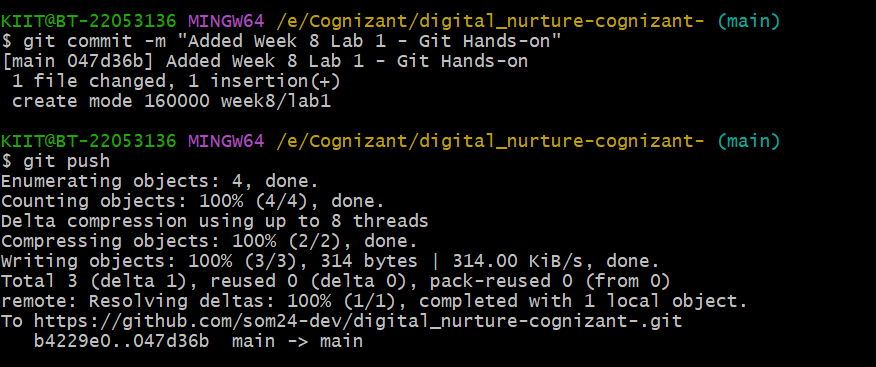 KIIT@BT-22053136 MINGW64 /e/Cognizant/digital_nurture-cognizant- (main)
$ git commit -m "Added Week 8 Lab 1 - Git Hands-on"
[main 047d36b] Added Week 8 Lab 1 - Git Hands-on
 1 file changed, 1 insertion(+)
 create mode 160000 week8/lab1
KIIT@BT-22053136 MINGW64 /e/Cognizant/digital_nurture-cognizant- (main)
$ git push
Enumerating objects: 4, done.
Counting objects: 100% (4/4), done.
Delta compression using up to 8 threads
Compressing objects: 100% (2/2), done.
Writing objects: 100% (3/3), 314 bytes | 314.00 KiB/s, done.
Total 3 (delta 1), reused 0 (delta 0), pack-reused 0 (from 0)
remote: Resolving deltas: 100% (1/1), completed with 1 local object.
To https://github.com/som24-dev/digital_nurture-cognizant-.git
   b4229e0..047d36b  main -> main